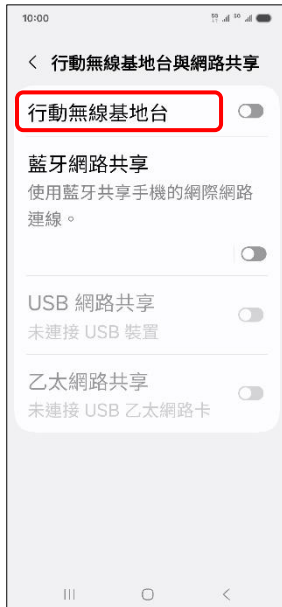 10:00
行動無線基地台與網路共享
行動無線基地台
藍牙網路共享
使用藍牙共享手機的網際網路
連線。
USB 網路共享
未連接 USB 裝置
乙太網路共享
未連接 USB 乙太網路卡